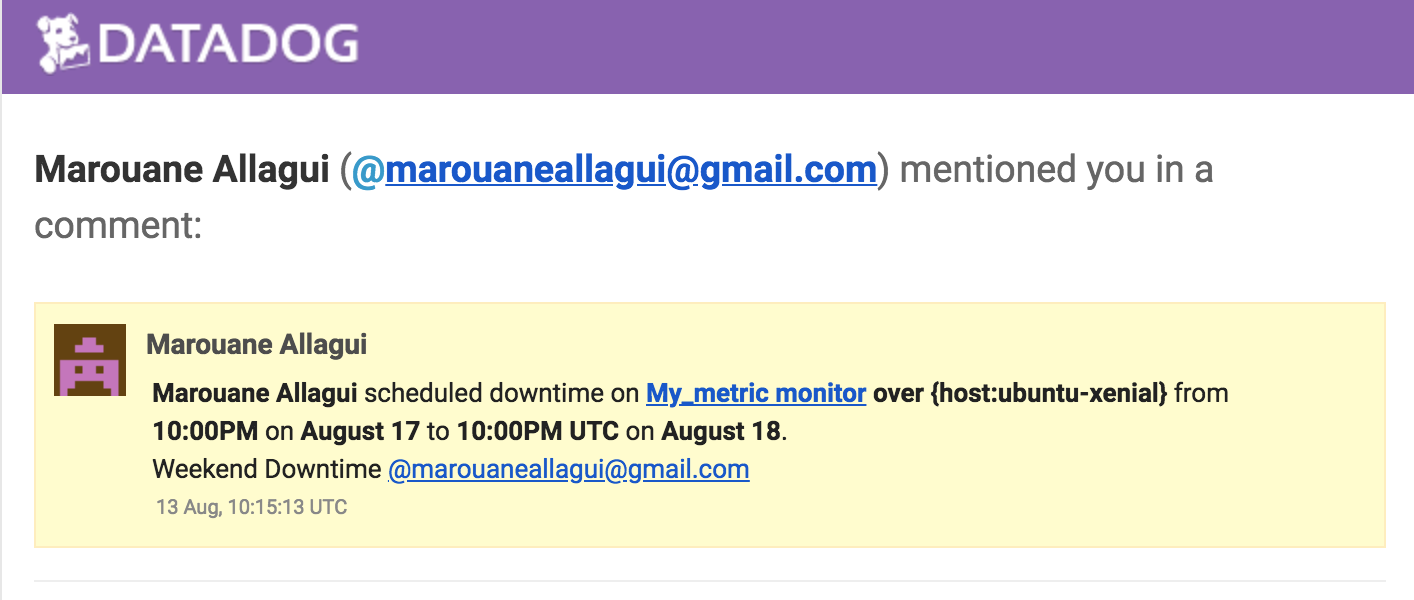 DATADOG
Marouane Allagui (@marouaneallagui@gmail.com) mentioned you in a
comment:
Marouane Allagui
Marouane Allagui scheduled downtime on My_metric monitor over {host:ubuntu-xenial} from
10:00PM on August 17 to 10:00PM UTC on August 18.
Weekend Downtime @marouaneallagui@gmail.com
13 Aug, 10:15:13 UTC